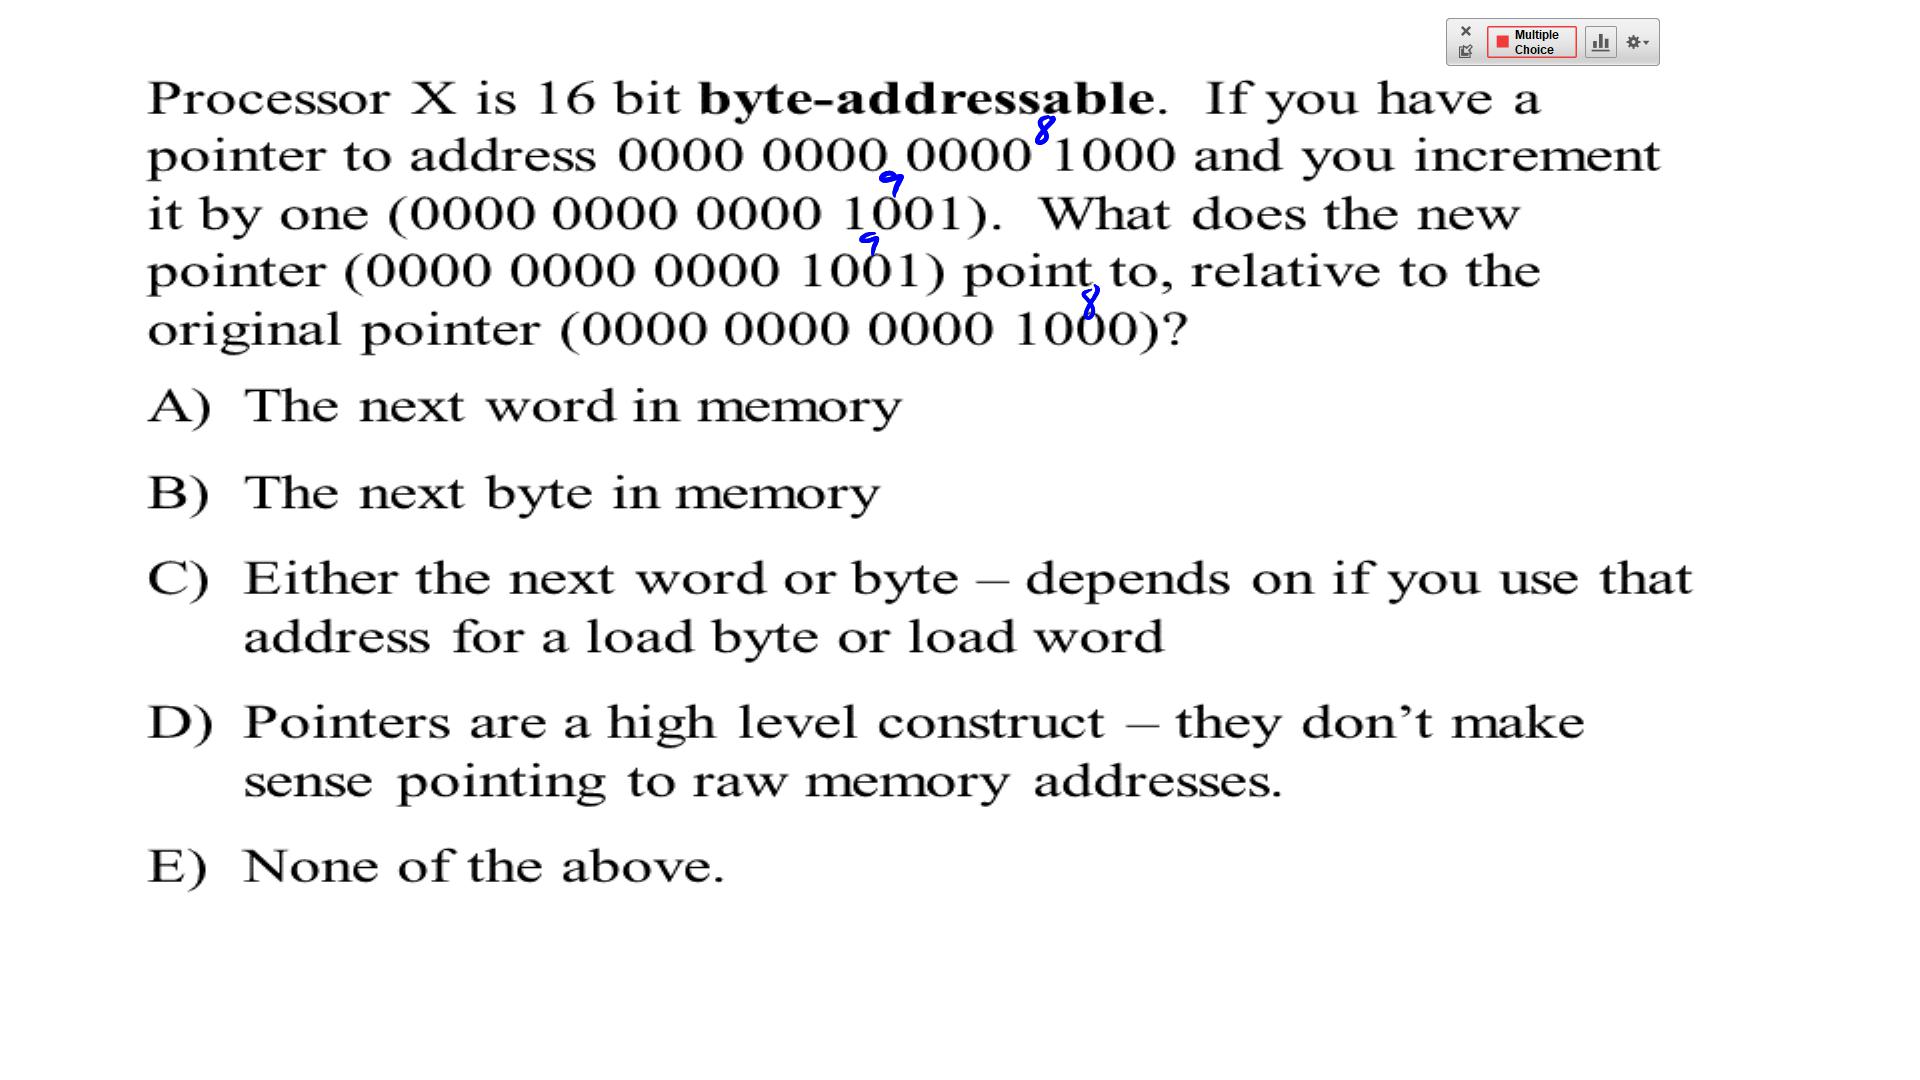 Multiple
Choice
Processor X is 16 bit byte-addressable. If you have a
8
pointer to address 0000 0000 0000 1000 and you increment
9
it by one (0000 0000 0000 1001). What does the new
9
pointer (0000 0000 0000 1001) point to, relative to the
8
original pointer (0000 0000 0000 1000)?
A) The next word in memory
B) The next byte in memory
C) Either the next word or byte – depends on if you use that
address for a load byte or load word
D) Pointers are a high level construct – they don’t make
sense pointing to raw memory addresses.
E) None of the above.